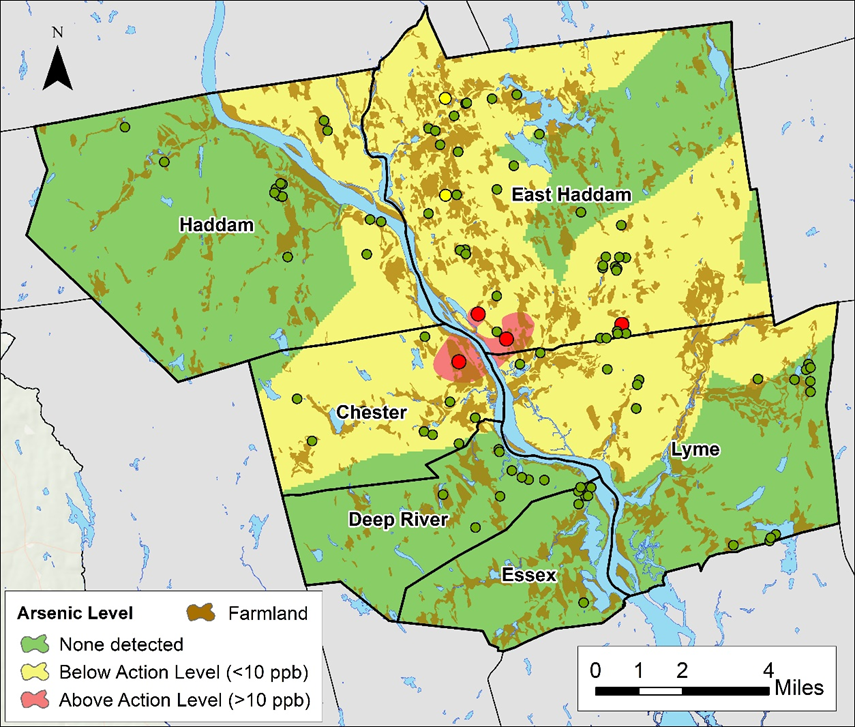 N
East Haddam
Haddam
Chester
Lyme
Deep River
Essex
Arsenic Level
Farmland
None detected
Below Action Level (<10 ppb)
Above Action Level (>10 ppb)
0 1 2 4
Miles